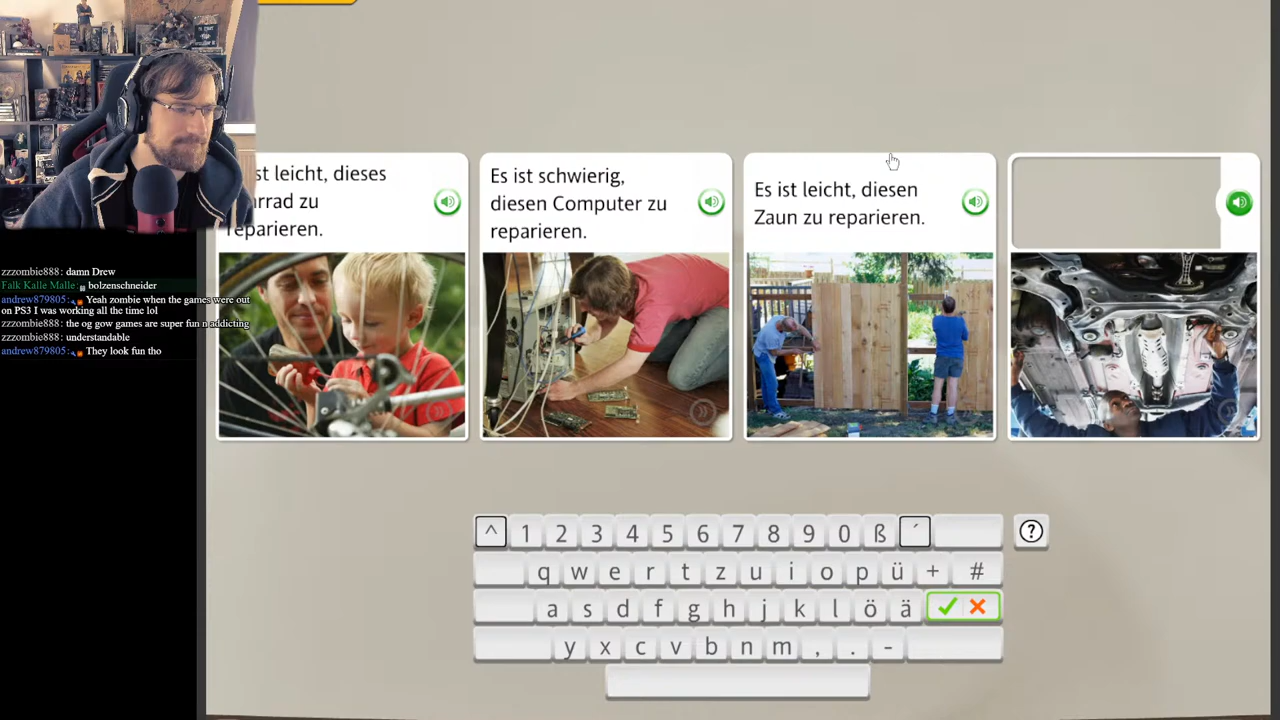 st leicht, dieses
rrad zu
reparieren.
Es ist schwierig,
diesen Computer zu
reparieren.
Es ist leicht, diesen
Zaun zu reparieren.
zzzombie888: damn Drew
Falk Kalle Malle: bolzenschneider
andrew879805: Yeah zombie when the games were out
on PS3 I was working all the time lol
zzzombie888: the og gow games are super fun n addicting
zzzombie888: understandable
andrew879805: They look fun tho
^ 1 2 3 4 5 6 7 8 9 0 ß ´ ?
q w e r t z u i o p ü + #
a s d f g h j k l ö ä
y x c v b n m , . -